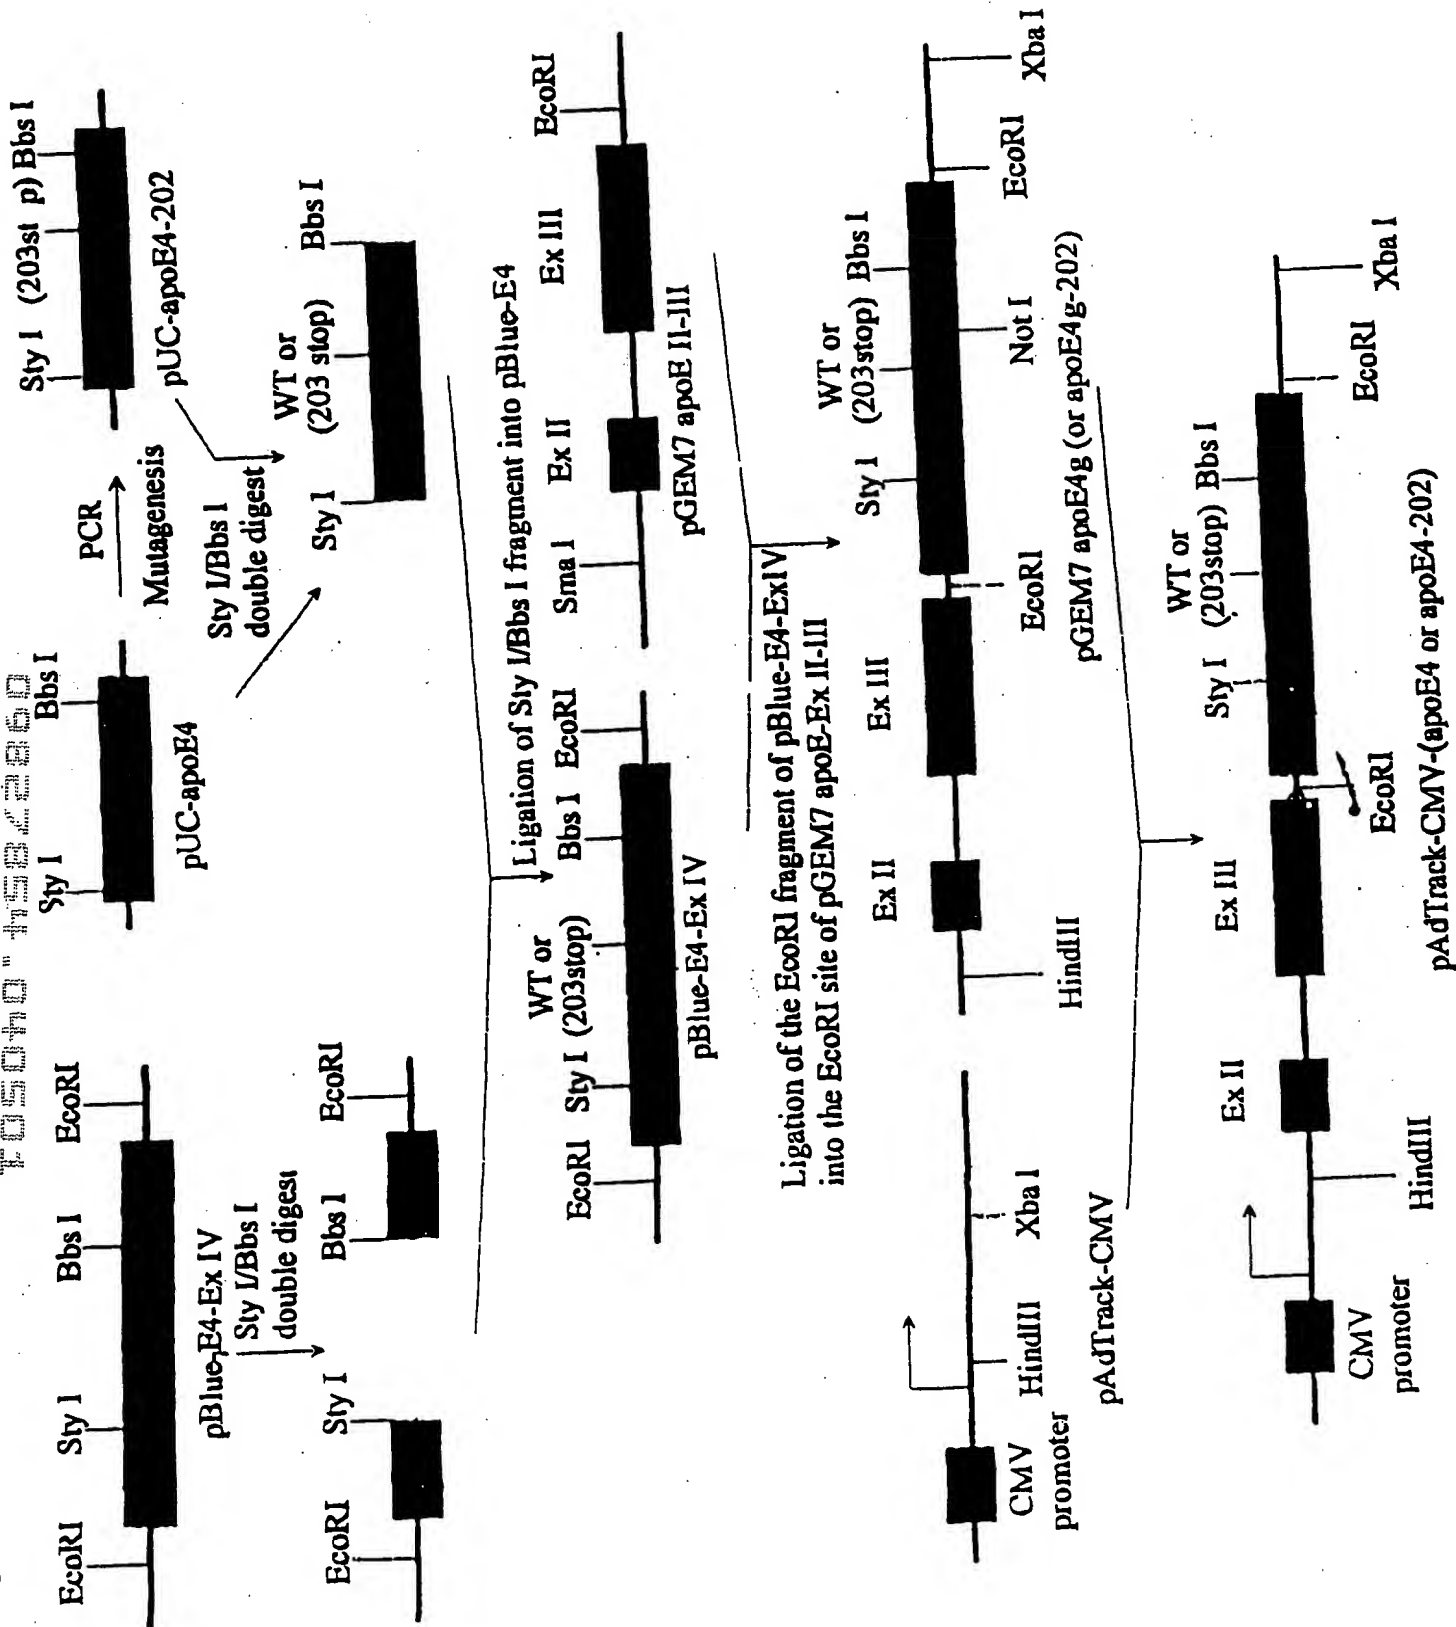 EcoRI
Sty I
Bbs I
EcoRI
pBlue-E4-Ex IV
Sty I
Bbs I
pUC-apoE4
PCR
Mutagenesis
Sty I (203st p) Bbs I
pUC-apoE4-202
Sty I/Bbs I
double digest
EcoRI
Sty I
Bbs I
EcoRI
Sty I/Bbs I
double digest
Sty I
WT or
(203 stop)
Bbs I
Ligation of Sty I/Bbs I fragment into pBlue-E4
EcoRI
Sty I
WT or
(203stop)
Bbs I
EcoRI
pBlue-E4-Ex IV
Sma I
Ex II
Ex III
EcoRI
pGEM7 apoE II-III
Ligation of the EcoRI fragment of pBlue-E4-ExIV
into the EcoRI site of pGEM7 apoE-Ex II-III
CMV
promoter
HindIII
Xba I
pAdTrack-CMV
HindIII
Ex II
Ex III
EcoRI
Sty I
WT or
(203stop)
Bbs I
Not I
EcoRI
Xba I
pGEM7 apoE4g (or apoE4g-202)
CMV
promoter
HindIII
Ex II
Ex III
EcoRI
Sty I
WT or
(203stop)
Bbs I
EcoRI
Xba I
pAdTrack-CMV-(apoE4 or apoE4-202)